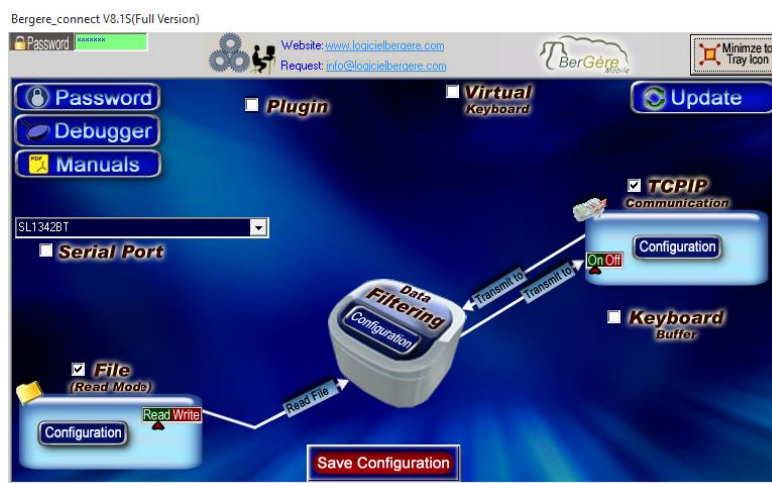 Bergere_connect V8.1S(Full Version)
Password xxxxxxx
Website: www.logicielbergere.com
Request: info@logicielbergere.com
BerGère
Mobile
Minimze to
Tray Icon
Password
Debugger
PDF
Manuals
Plugin
Virtual
Keyboard
Update
SL1342BT
Serial Port
TCPIP
Communication
Configuration
On Off
Transmit to
Transmit to
Data
Filtering
Configuration
Keyboard
Buffer
File
(Read Mode)
Read Write
Configuration
Read File
Save Configuration